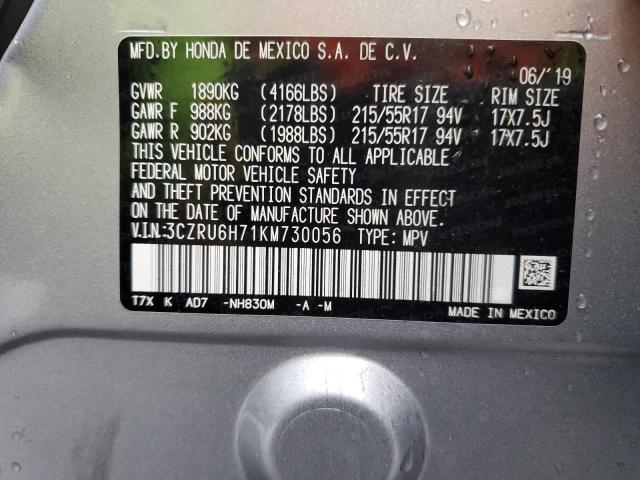 MFD.BY HONDA DE MEXICO S.A. DE C.V.
06/'19
GVWR 1890KG (4166LBS) TIRE SIZE RIM SIZE
GAWR F 988KG (2178LBS) 215/55R17 94V 17X7.5J
GAWR R 902KG (1988LBS) 215/55R17 94V 17X7.5J
THIS VEHICLE CONFORMS TO ALL APPLICABLE
FEDERAL MOTOR VEHICLE SAFETY
AND THEFT PREVENTION STANDARDS IN EFFECT
ON THE DATE OF MANUFACTURE SHOWN ABOVE.
V.I.N.:3CZRU6H71KM730056 TYPE: MPV
T7X K AD7 -NH830M -A -M
MADE IN MEXICO